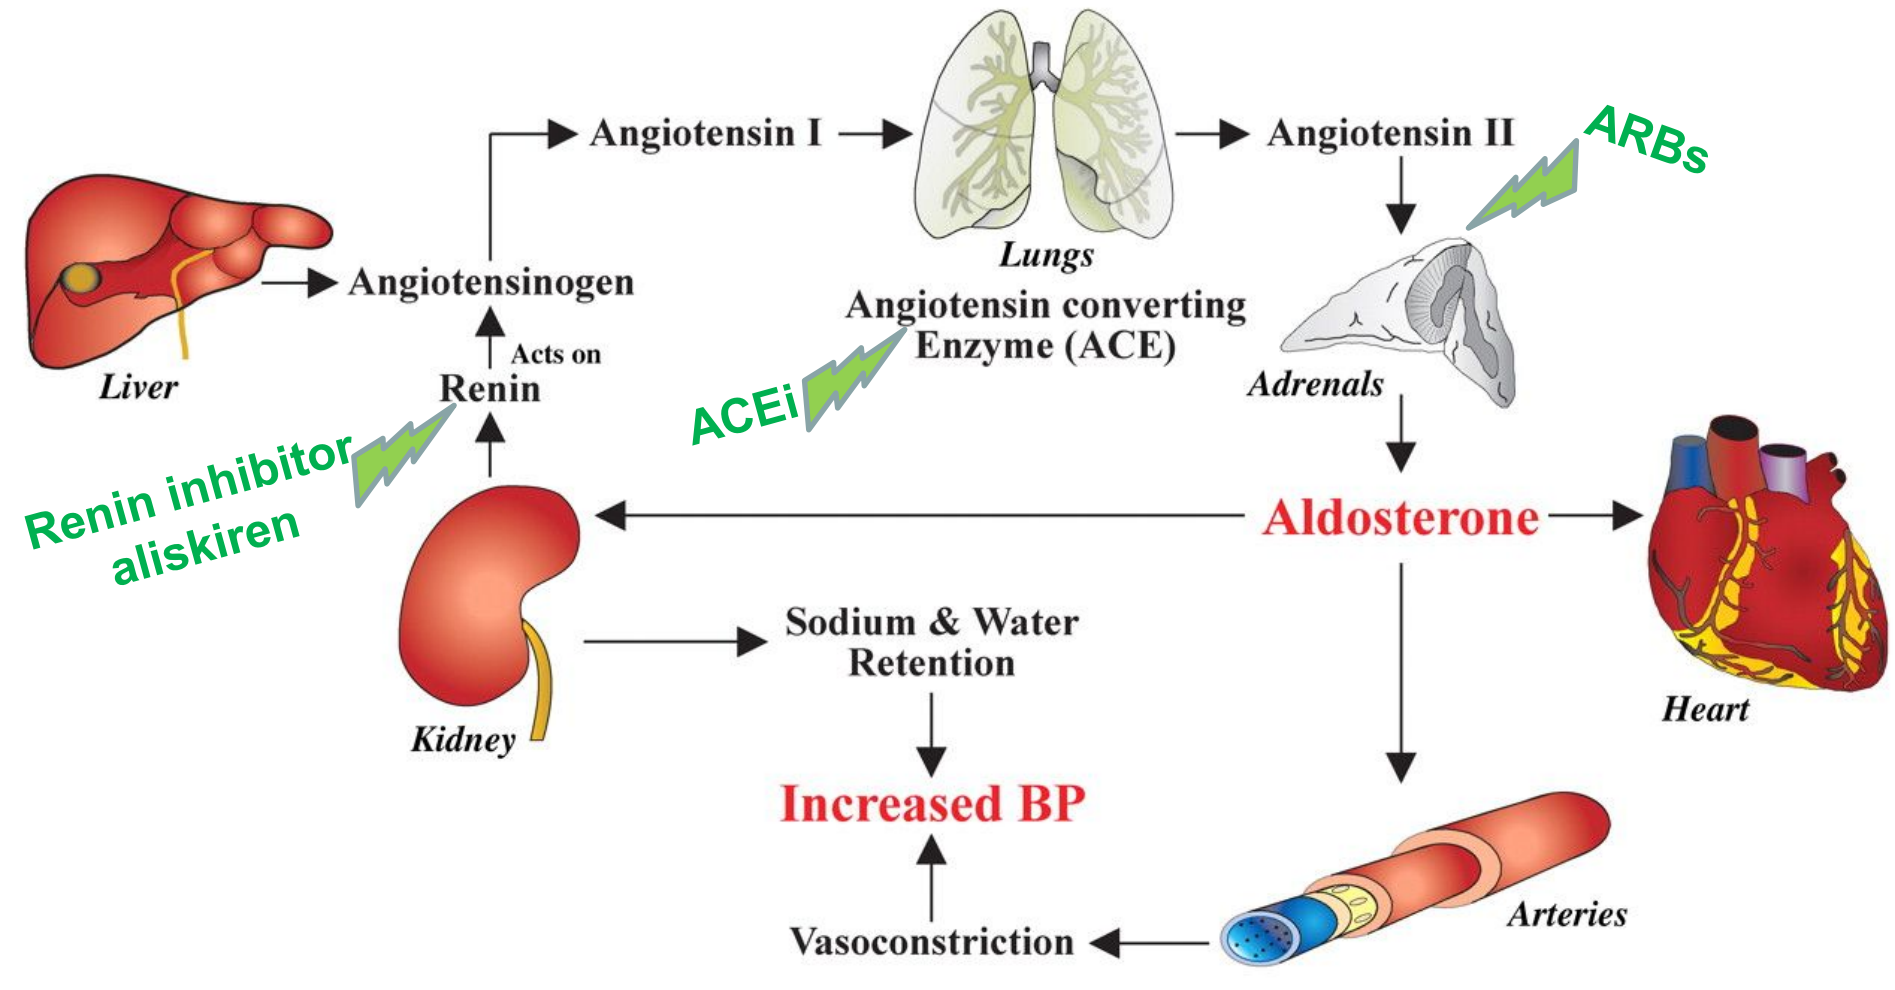 Angiotensin I
Angiotensin II
ARBs
Lungs
Liver
Angiotensinogen
Acts on
Renin
Angiotensin converting
Enzyme (ACE)
ACEi
Adrenals
Renin inhibitor
aliskiren
Aldosterone
Kidney
Sodium & Water
Retention
Heart
Increased BP
Vasoconstriction
Arteries